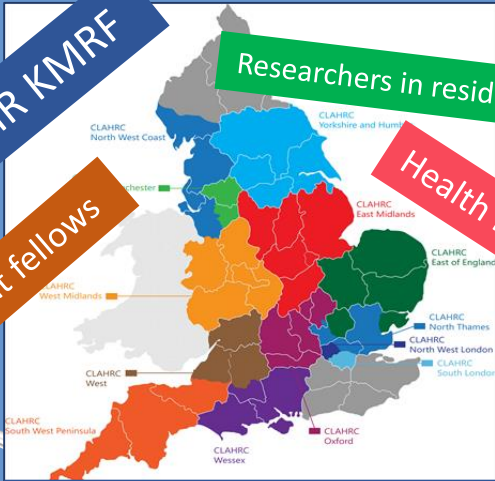 IR KMRF
Researchers in resid
CLAHRC
North West Coast
CLAHRC
Yorkshire and Humb
Health
chester
t fellows
CLAHRC
East Midlands
CLAHRC
East of England
CLAHRC
West Midlands
CLAHRC
North Thames
CLAHRC
North West London
CLAHRC
South London
CLAHRC
West
CLAHRC
South West Peninsula
CLAHRC
Oxford
CLAHRC
Wessex